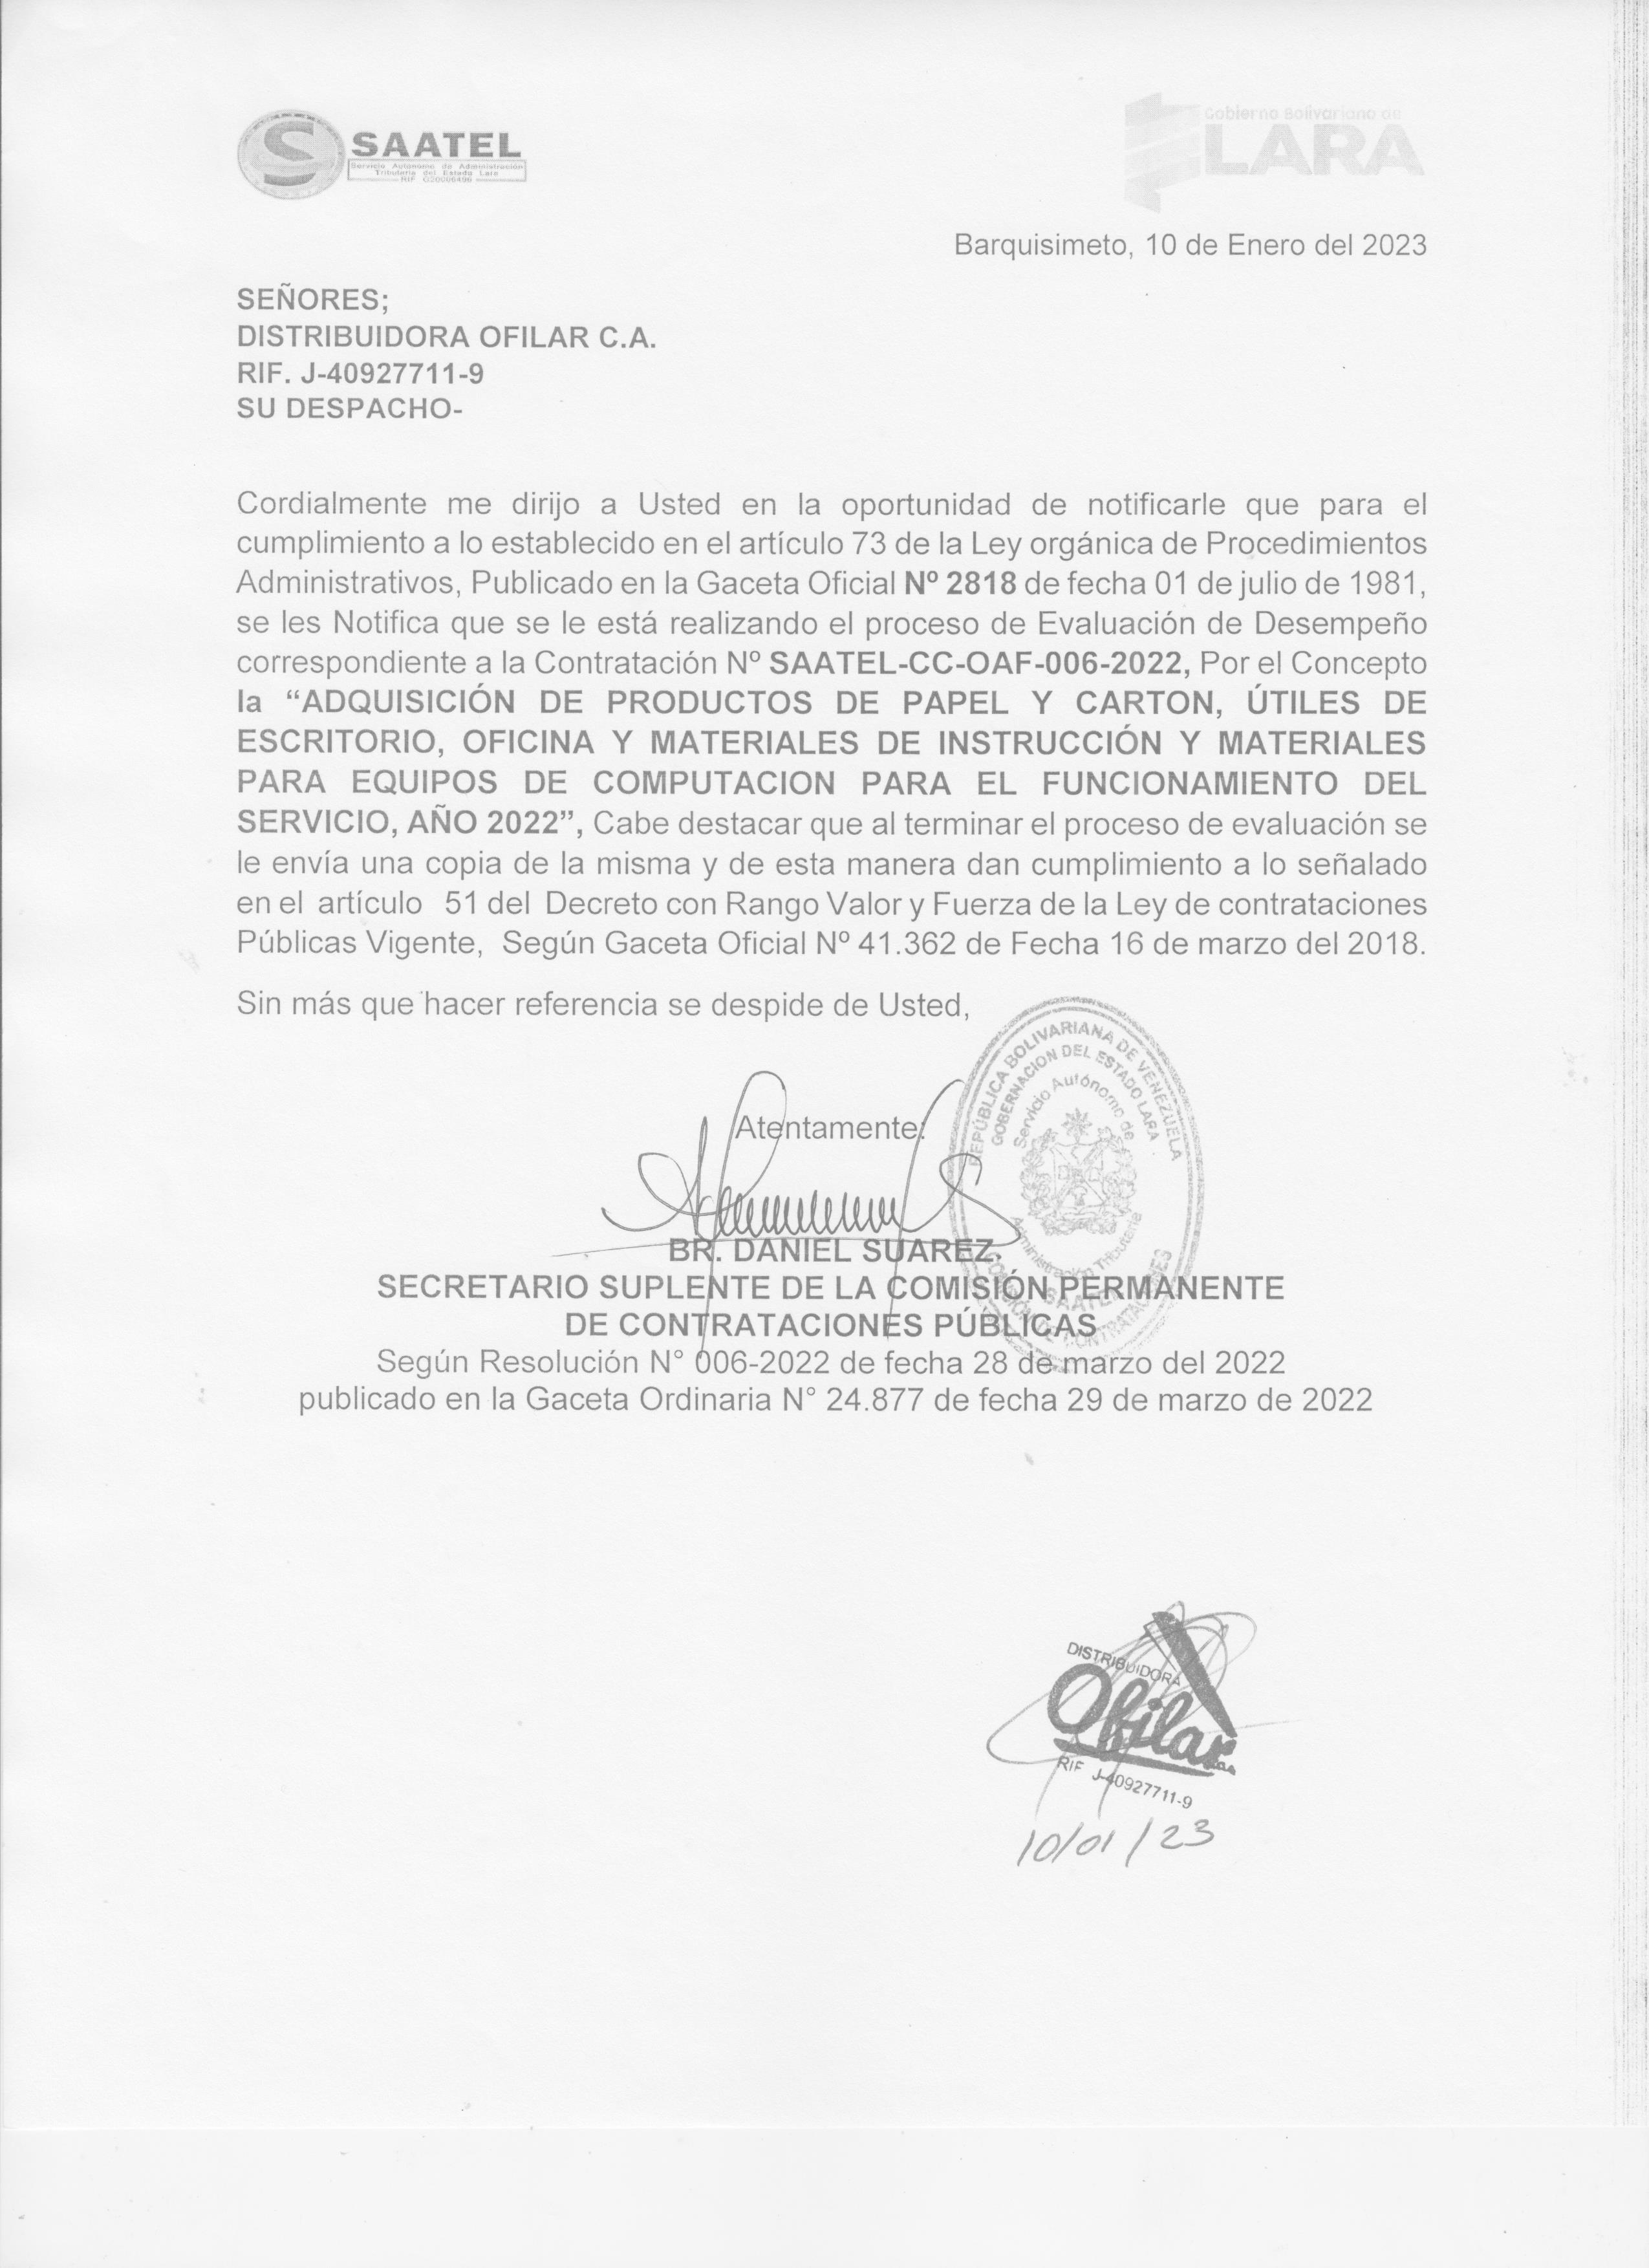 SAATEL
Servicio Autónomo de Administración
Tributaria del Estado Lara
RIF G20006496
Gobierno Bolivariano de
LARA
Barquisimeto, 10 de Enero del 2023
SEÑORES;
DISTRIBUIDORA OFILAR C.A.
RIF. J-40927711-9
SU DESPACHO-
Cordialmente me dirijo a Usted en la oportunidad de notificarle que para el
cumplimiento a lo establecido en el artículo 73 de la Ley orgánica de Procedimientos
Administrativos, Publicado en la Gaceta Oficial Nº 2818 de fecha 01 de julio de 1981,
se les Notifica que se le está realizando el proceso de Evaluación de Desempeño
correspondiente a la Contratación Nº SAATEL-CC-OAF-006-2022, Por el Concepto
la “ADQUISICIÓN DE PRODUCTOS DE PAPEL Y CARTON, ÚTILES DE
ESCRITORIO, OFICINA Y MATERIALES DE INSTRUCCIÓN Y MATERIALES
PARA EQUIPOS DE COMPUTACION PARA EL FUNCIONAMIENTO DEL
SERVICIO, AÑO 2022”, Cabe destacar que al terminar el proceso de evaluación se
le envía una copia de la misma y de esta manera dan cumplimiento a lo señalado
en el artículo 51 del Decreto con Rango Valor y Fuerza de la Ley de contrataciones
Públicas Vigente, Según Gaceta Oficial Nº 41.362 de Fecha 16 de marzo del 2018.
Sin más que hacer referencia se despide de Usted,
REPÚBLICA BOLIVARIANA DE VENEZUELA
GOBERNACION DEL ESTADO LARA
Servicio Autónomo de
Administración Tributaria
SAATEL
COMISIÓN DE CONTRATACIONES
Atentamente:
BR. DANIEL SUAREZ.
SECRETARIO SUPLENTE DE LA COMISIÓN PERMANENTE
DE CONTRATACIONES PÚBLICAS
Según Resolución N° 006-2022 de fecha 28 de marzo del 2022
publicado en la Gaceta Ordinaria N° 24.877 de fecha 29 de marzo de 2022
DISTRIBUIDORA
Ofilar
RIF J-40927711-9
10/01/23